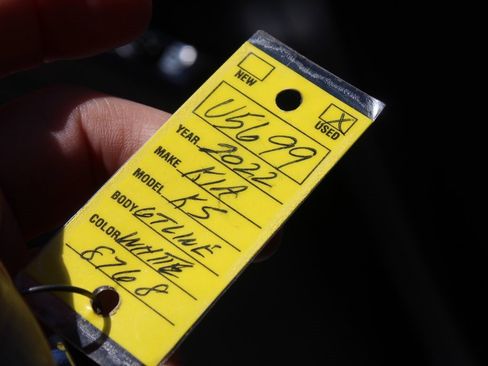 NEW
X USED
U5699
YEAR 2022
MAKE KIA
MODEL K5
BODY GTLINE
COLOR WHITE
8768